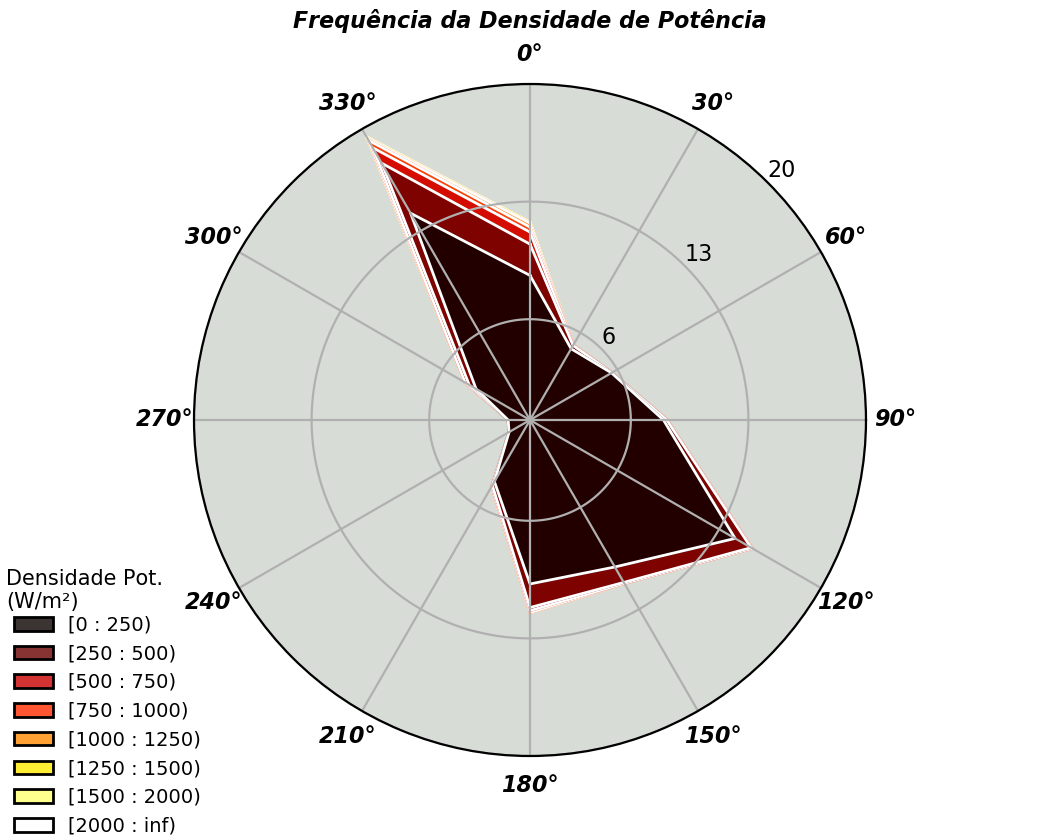 Frequência da Densidade de Potência
0°
330°
30°
20
300°
60°
13
6
270°
90°
240°
120°
210°
150°
180°
Densidade Pot.
(W/m²)
[0 : 250)
[250 : 500)
[500 : 750)
[750 : 1000)
[1000 : 1250)
[1250 : 1500)
[1500 : 2000)
[2000 : inf)